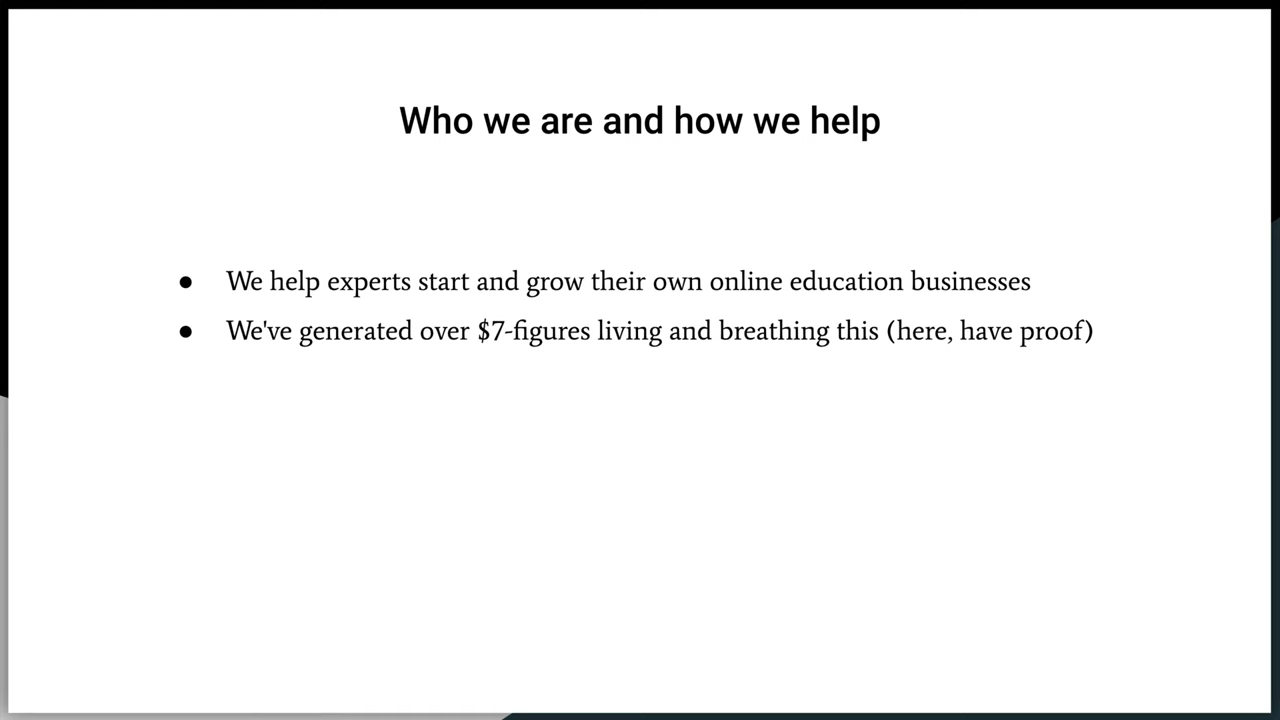 Who we are and how we help
● We help experts start and grow their own online education businesses
● We've generated over $7-figures living and breathing this (here, have proof)